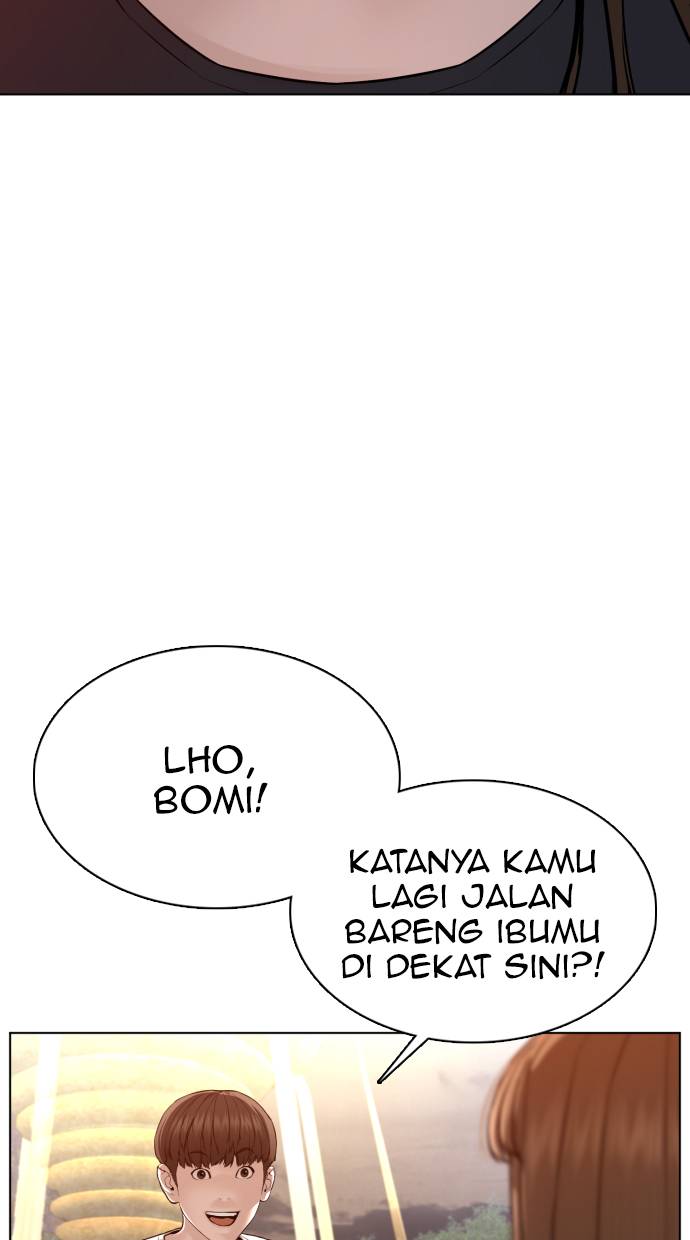 LHO,
BOMI!
KATANYA KAMU
LAGI JALAN
BARENG IBUMU
DI DEKAT SINI?!